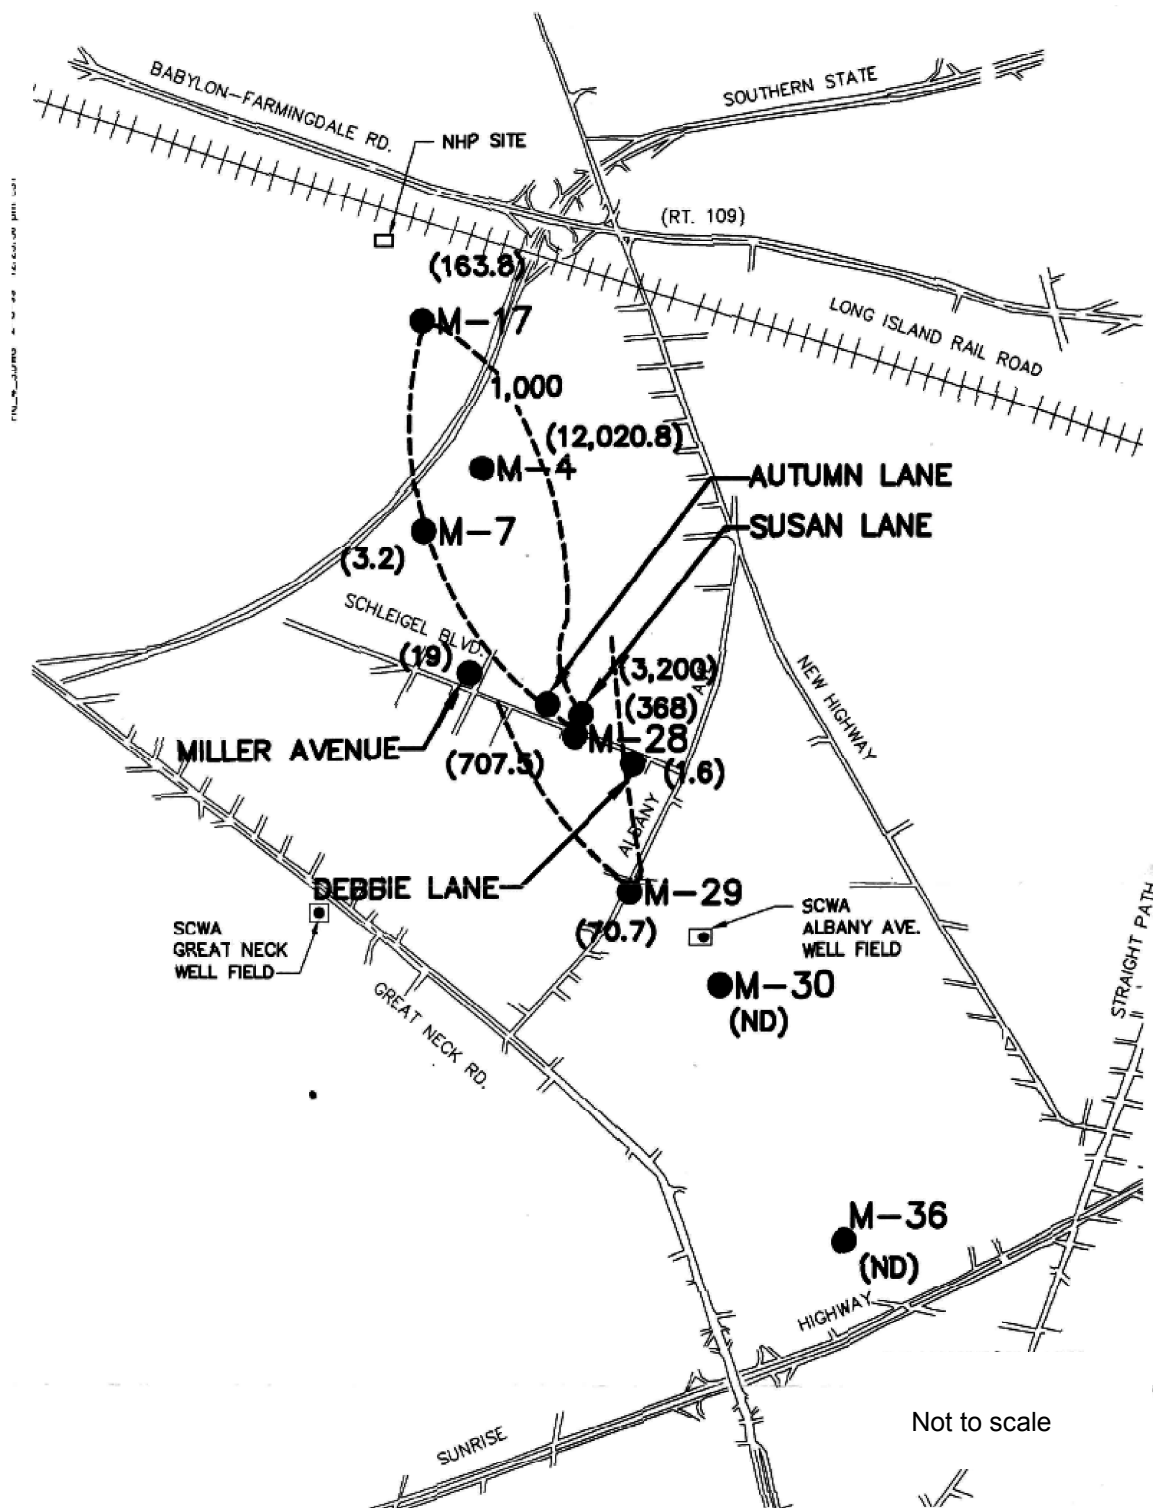 BABYLON-FARMINGDALE RD.
SOUTHERN STATE
NHP SITE
(RT. 109)
(163.8)
LONG ISLAND RAIL ROAD
M-17
1,000
(12,020.8)
M-4
AUTUMN LANE
SUSAN LANE
M-7
(3.2)
SCHLEIGEL BLVD.
(19)
(3,200)
(368)
NEW HIGHWAY
MILLER AVENUE
M-28
(707.5)
(1.6)
ALBANY
DEBBIE LANE
M-29
(70.7)
SCWA
GREAT NECK
WELL FIELD
SCWA
ALBANY AVE.
WELL FIELD
STRAIGHT PATH
M-30
(ND)
GREAT NECK RD.
M-36
(ND)
HIGHWAY
Not to scale
SUNRISE